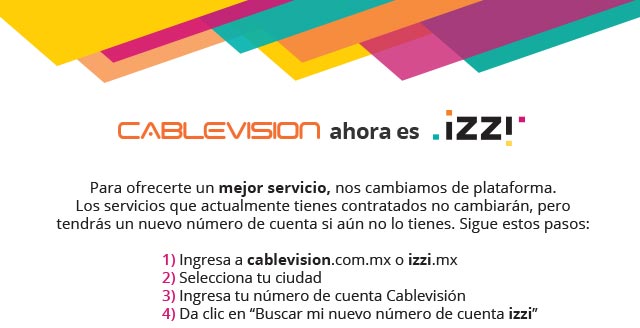 CABLEVISION ahora es izzi
Para ofrecerte un mejor servicio, nos cambiamos de plataforma.
Los servicios que actualmente tienes contratados no cambiarán, pero
tendrás un nuevo número de cuenta si aún no lo tienes. Sigue estos pasos:
1) Ingresa a cablevision.com.mx o izzi.mx
2) Selecciona tu ciudad
3) Ingresa tu número de cuenta Cablevisión
4) Da clic en “Buscar mi nuevo número de cuenta izzi”